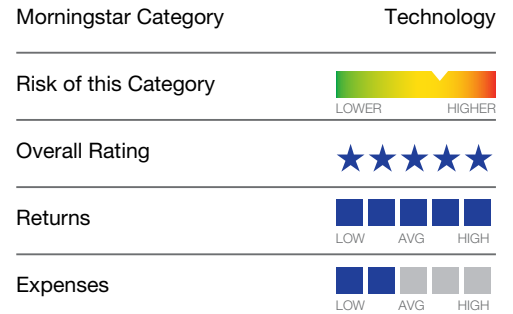 Morningstar Category Technology
Risk of this Category
LOWER HIGHER
Overall Rating
Returns
LOW AVG HIGH
Expenses
LOW AVG HIGH